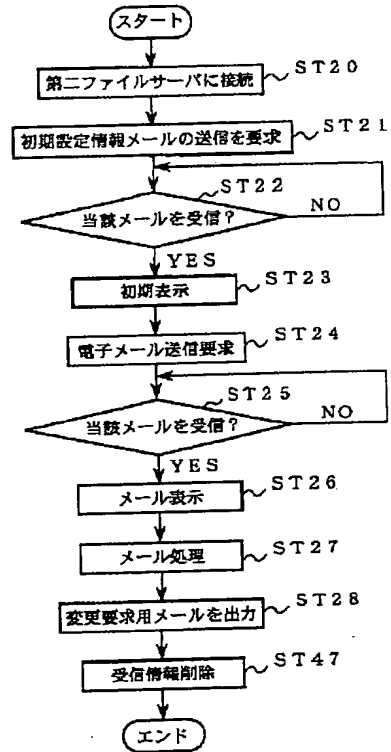 スタート
第二ファイルサーバに接続 ST20
初期設定情報メールの送信を要求 ST21
ST22
当該メールを受信？ NO
YES
初期表示 ST23
電子メール送信要求 ST24
ST25
当該メールを受信？ NO
YES
メール表示 ST26
メール処理 ST27
変更要求用メールを出力 ST28
受信情報削除 ST47
エンド